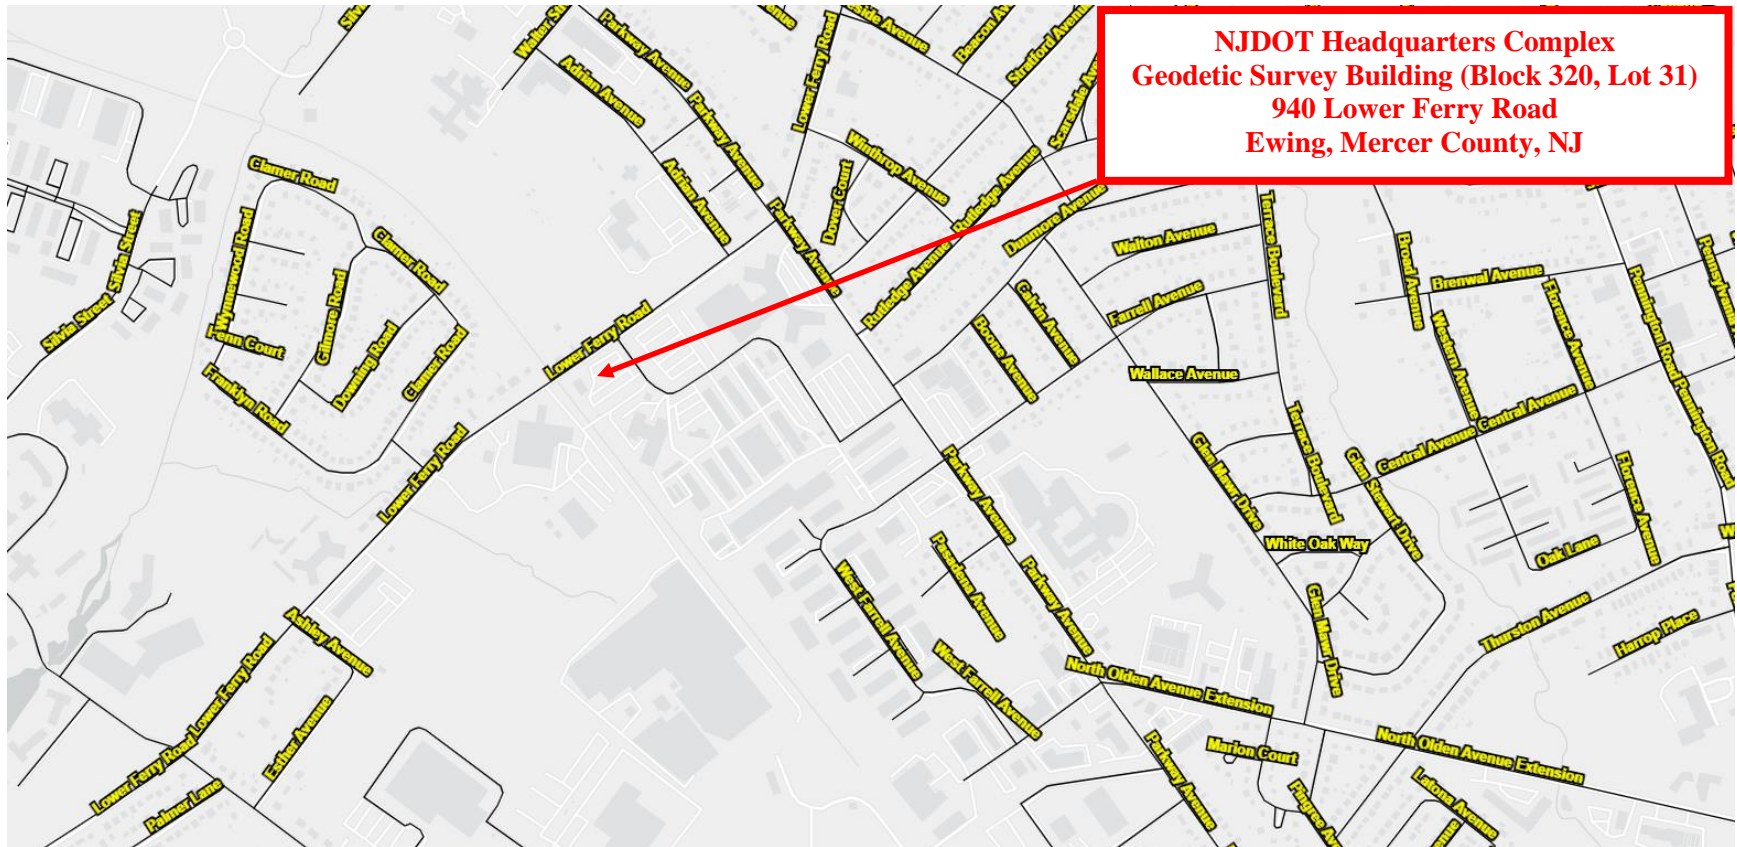 NJDOT Headquarters Complex
Geodetic Survey Building (Block 320, Lot 31)
940 Lower Ferry Road
Ewing, Mercer County, NJ
Parkway Avenue
Adrian Avenue
Lower Ferry Road
Beacon
Stratford Avenue
Scarsdale
Parkway Avenue
Winthrop Avenue
Clamer Road
Adrian Avenue
Dover Court
Rutledge Avenue
Dunmore Avenue
Terrace Boulevard
Silvia Street
Wynnewood Road
Clamer Road
Parkway Avenue
Walton Avenue
Broad Avenue
Brenwal Avenue
Pennington Road
Pennsylvania
Silvia Street
Penn Court
Gilmore Road
Downing Road
Clamer Road
Lower Ferry Road
Rutledge Avenue
Calvin Avenue
Farrell Avenue
Boone Avenue
Western Avenue
Florence Avenue
Franklyn Road
Wallace Avenue
Pennington Road
Terrace Boulevard
Central Avenue
Central Avenue
Lower Ferry Road
Parkway Avenue
Glen Mawr Drive
Glen Stewart Drive
Florence Avenue
White Oak Way
Oak Lane
West Farrell Avenue
Pasadena Avenue
Parkway Avenue
Glen Mawr Drive
Thurston Avenue
Harrop Place
Ashley Avenue
Lower Ferry Road
West Farrell Avenue
North Olden Avenue Extension
Esther Avenue
Lower Ferry Road
Parkway Avenue
Marion Court
North Olden Avenue Extension
Palmer Lane
Pingree
Latona Avenue